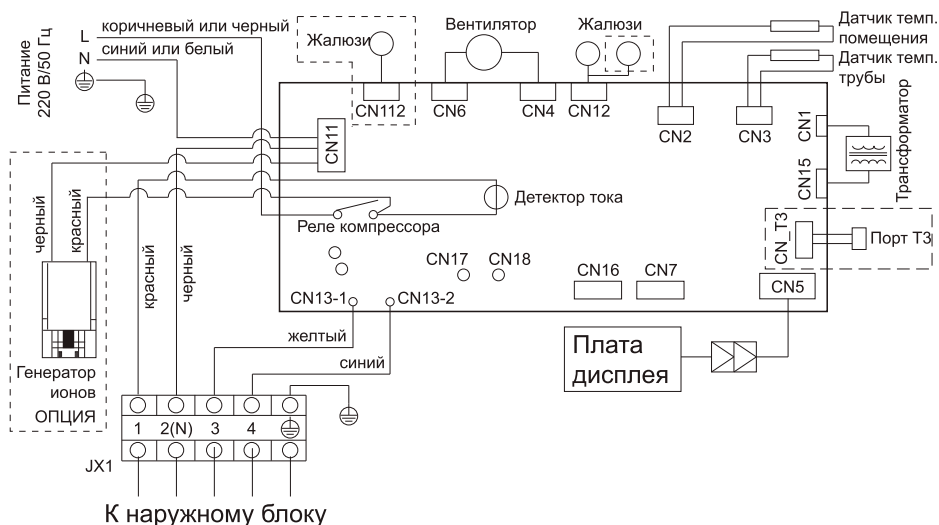 Питание
220 В/50 Гц
L
коричневый или черный
N
синий или белый
Жалюзи
Вентилятор
Жалюзи
Датчик темп.
помещения
Датчик темп.
трубы
CN112
CN6
CN4
CN12
CN2
CN3
CN1
CN15
Трансформатор
CN11
черный
красный
Детектор тока
Реле компрессора
CN_T3
Порт Т3
красный
черный
CN17
CN18
CN16
CN7
CN5
CN13-1
CN13-2
желтый
синий
Плата
дисплея
Генератор
ионов
ОПЦИЯ
1
2(N)
3
4
JX1
К наружному блоку